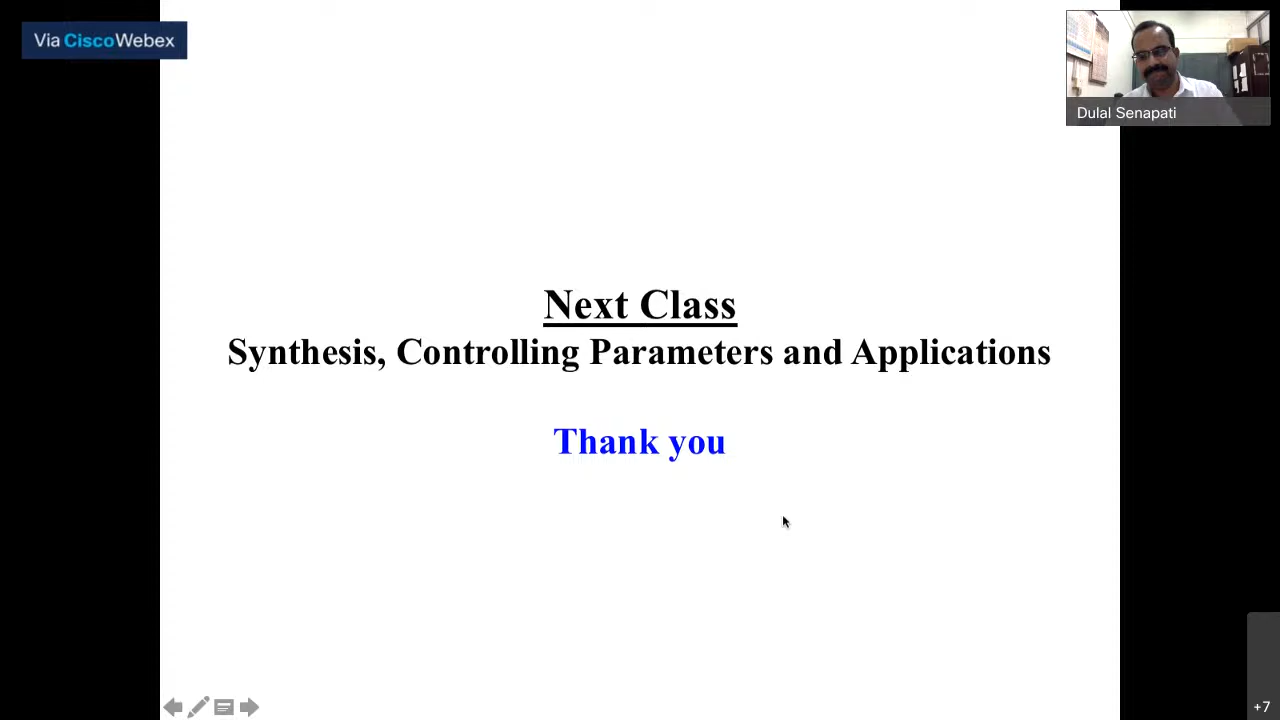 Via CiscoWebex
Dulal Senapati
Next Class
Synthesis, Controlling Parameters and Applications
Thank you
+7